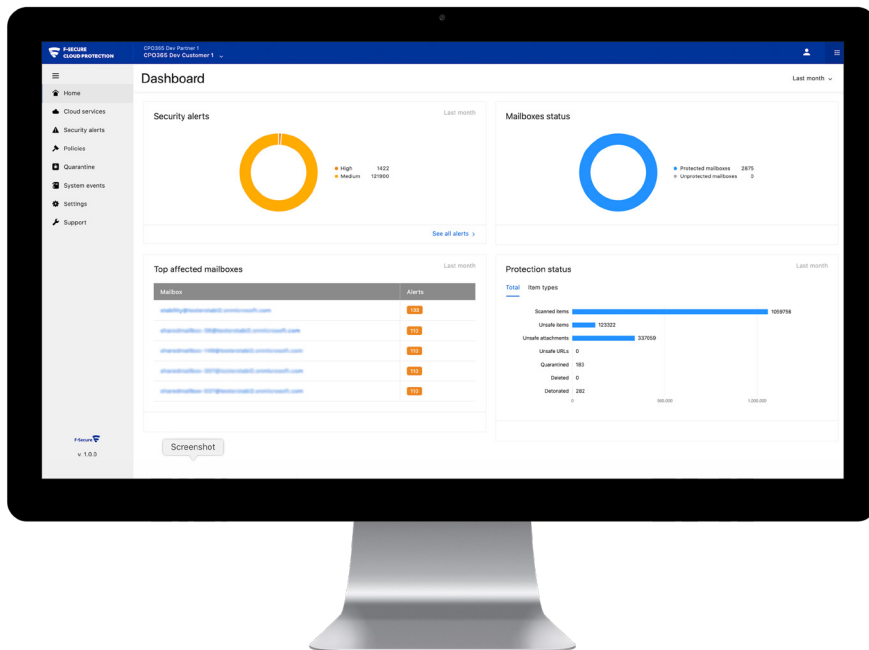 F-SECURE
CLOUD PROTECTION
CPO365 Dev Partner 1
CPO365 Dev Customer 1
Dashboard
Last month
Home
Cloud services
Security alerts
Policies
Quarantine
System events
Settings
Support
F-Secure
v. 1.0.0
Security alerts
Last month
High 1422
Medium 121900
See all alerts
Mailboxes status
Protected mailboxes 2875
Unprotected mailboxes 0
Top affected mailboxes
Last month
Mailbox Alerts
133
110
110
110
110
Protection status
Last month
Total Item types
Scanned items 1059756
Unsafe items 123322
Unsafe attachments 337059
Unsafe URLs 0
Quarantined 183
Deleted 0
Detonated 282
0 500,000 1,000,000
Screenshot